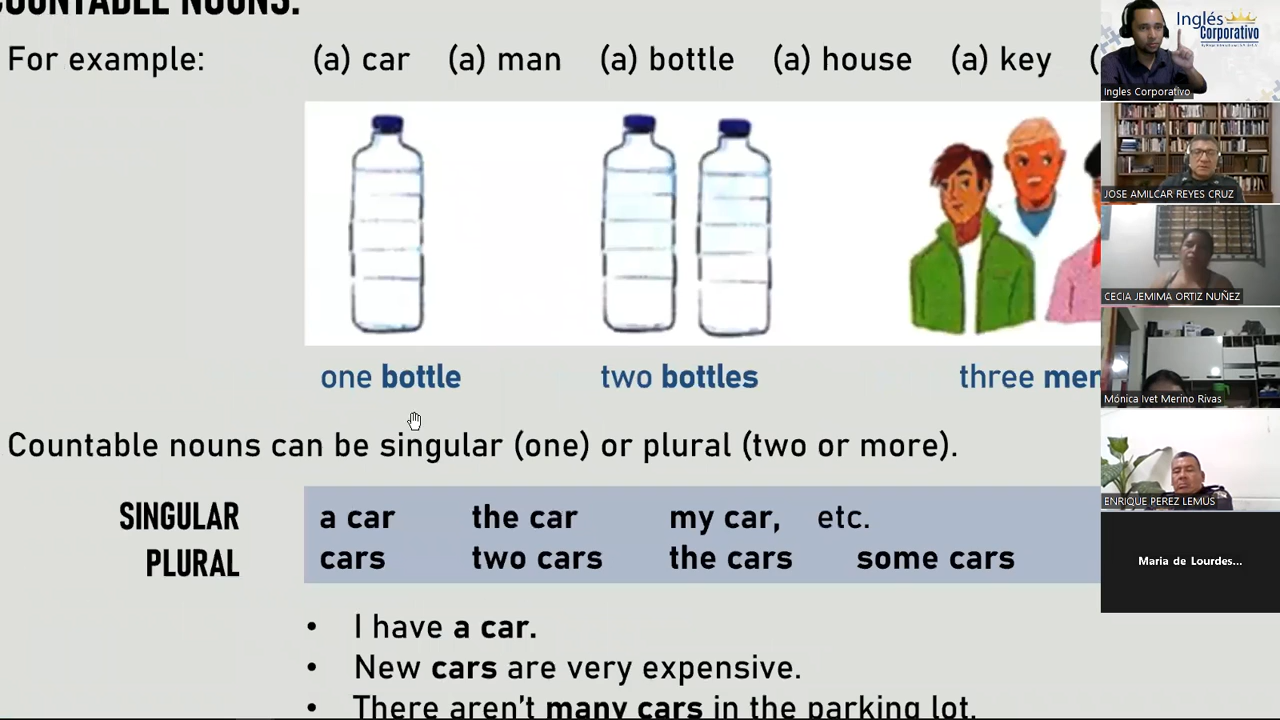 COUNTABLE NOUNS.
For example: (a) car (a) man (a) bottle (a) house (a) key (
one bottle two bottles three men
Countable nouns can be singular (one) or plural (two or more).
SINGULAR a car the car my car, etc.
PLURAL cars two cars the cars some cars
• I have a car.
• New cars are very expensive.
• There aren't many cars in the parking lot.
Inglés
Corporativo
Ingles Corporativo
JOSE AMILCAR REYES CRUZ
CECIA JEMIMA ORTIZ NUÑEZ
Mónica Ivet Merino Rivas
ENRIQUE PEREZ LEMUS
Maria de Lourdes...